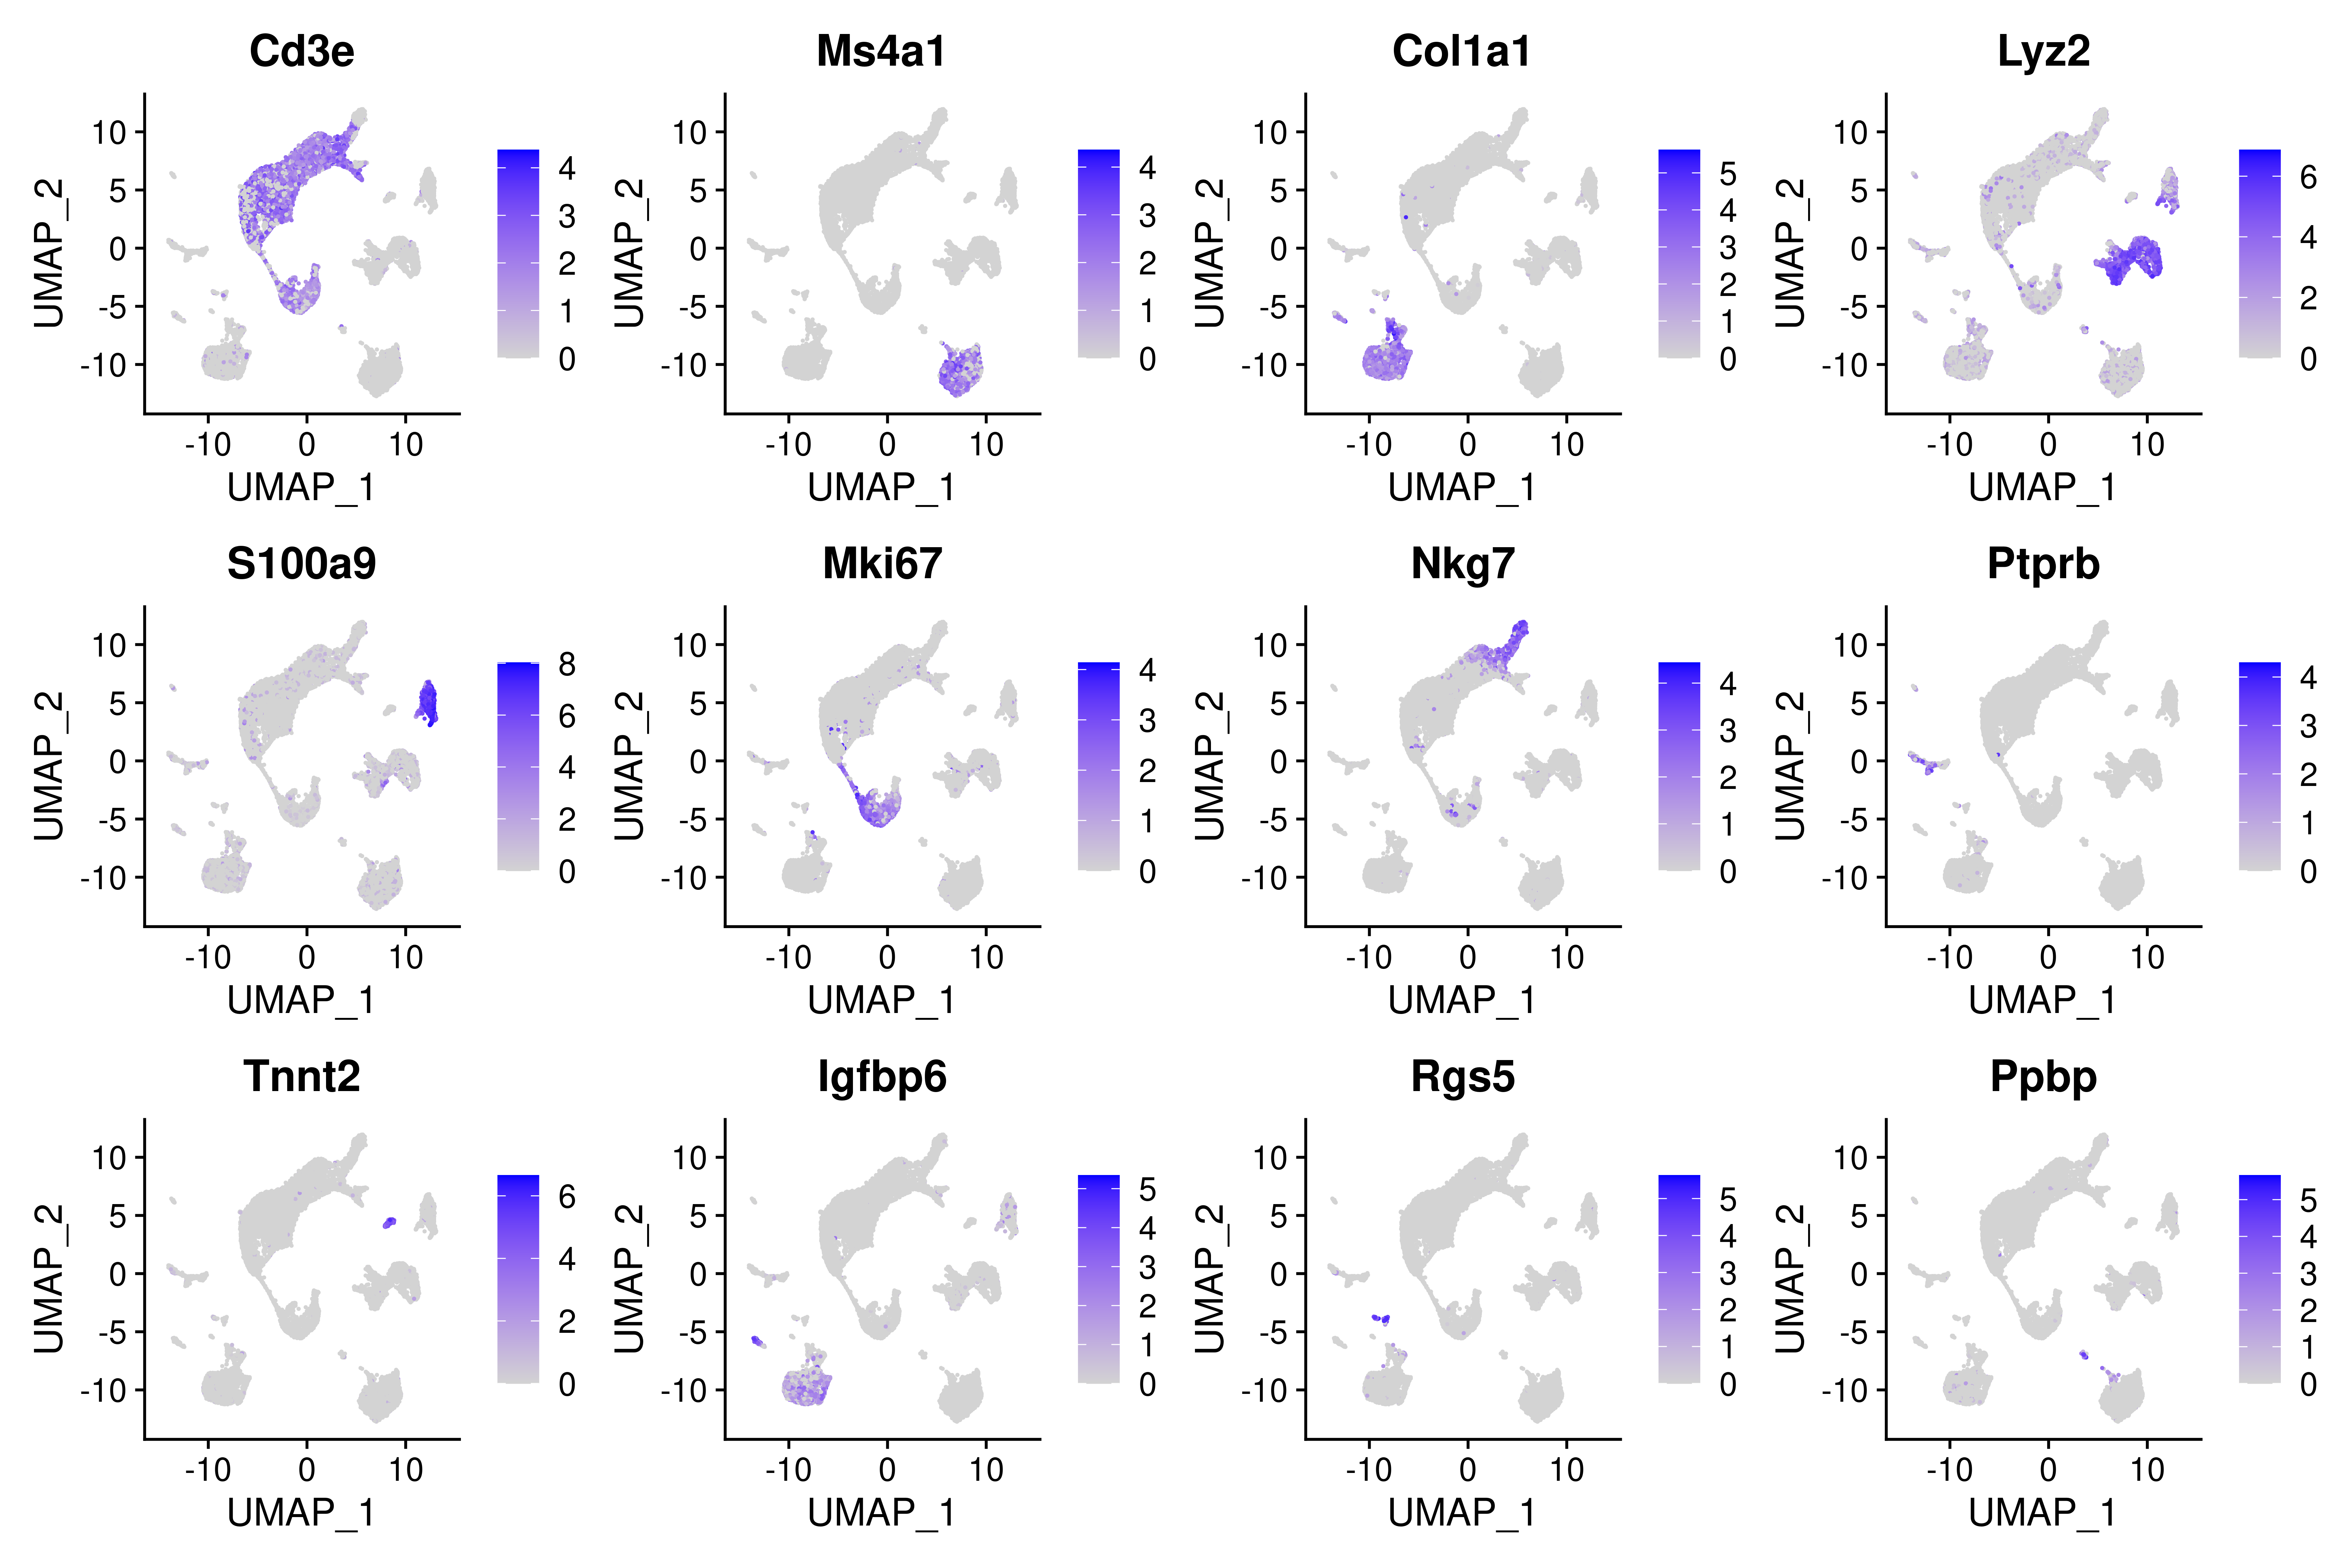 Cd3e Ms4a1 Col1a1 Lyz2
10 4 10 4 10 5 10 6
5 3 5 3 5 4 5 4
0 2 0 2 0 3 0 2
-5 1 -5 1 -5 2 -5 0
-10 0 -10 0 -10 1 -10
0
UMAP_2 UMAP_2 UMAP_2 UMAP_2
-10 0 10 -10 0 10 -10 0 10 -10 0 10
UMAP_1 UMAP_1 UMAP_1 UMAP_1
S100a9 Mki67 Nkg7 Ptprb
10 8 10 4 10 4 10 4
5 6 5 3 5 3 5 3
0 4 0 2 0 2 0 2
-5 2 -5 1 -5 1 -5 1
-10 0 -10 0 -10 0 -10 0
UMAP_2 UMAP_2 UMAP_2 UMAP_2
-10 0 10 -10 0 10 -10 0 10 -10 0 10
UMAP_1 UMAP_1 UMAP_1 UMAP_1
Tnnt2 Igfbp6 Rgs5 Ppbp
10 6 10 5 10 5 10 5
5 4 5 4 5 4 5 4
0 2 0 3 0 3 0 3
-5 0 -5 2 -5 2 -5 2
-10 -10 1 -10 1 -10 1
0 0 0
UMAP_2 UMAP_2 UMAP_2 UMAP_2
-10 0 10 -10 0 10 -10 0 10 -10 0 10
UMAP_1 UMAP_1 UMAP_1 UMAP_1